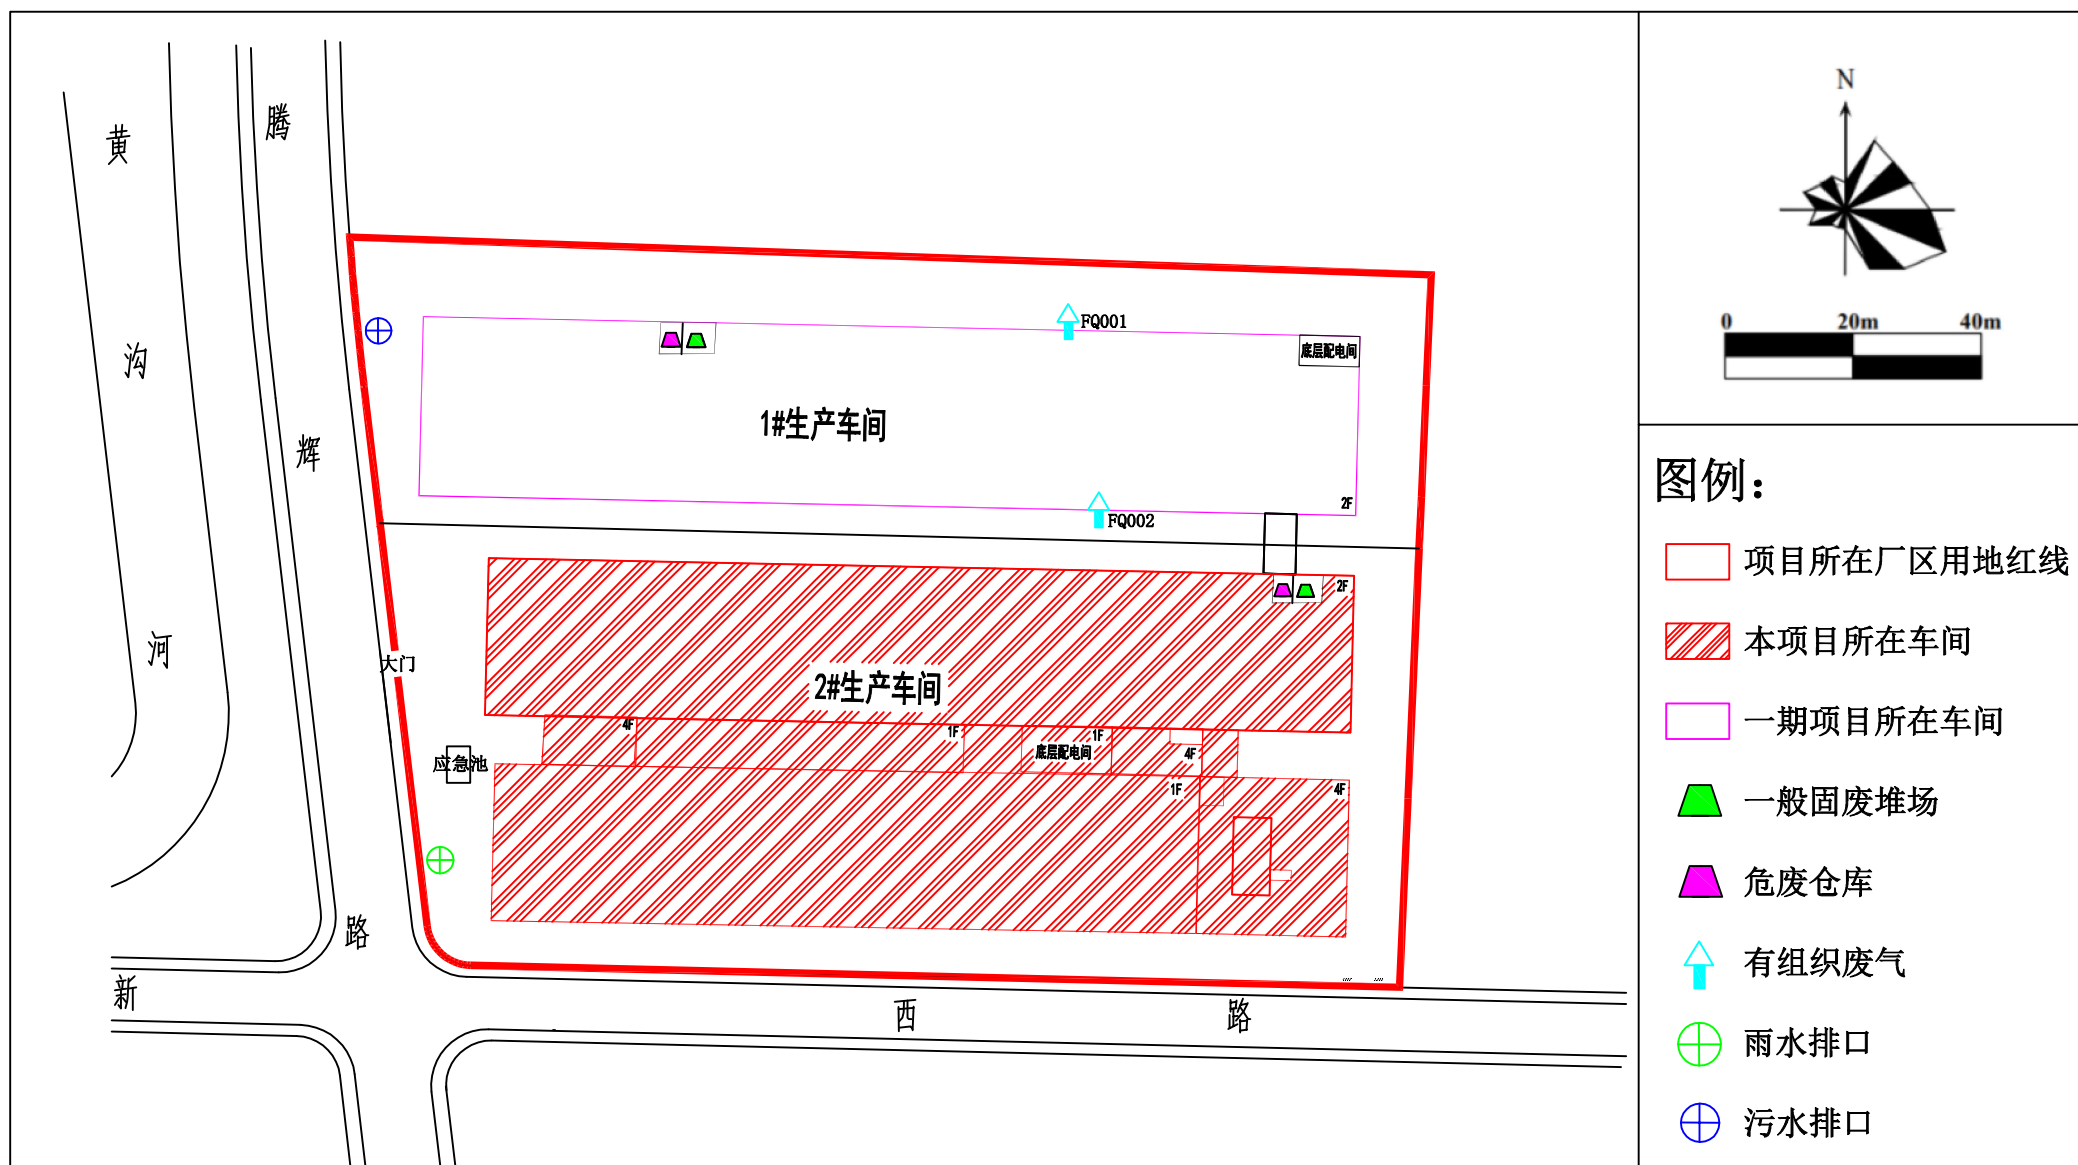 黄
沟
河
腾
辉
路
新
西
路
FQ001
底层配电间
1#生产车间
2F
FQ002
2F
大门
2#生产车间
4F
1F
1F
底层配电间
4F
应急池
1F
4F
N
0 20m 40m
图例：
项目所在厂区用地红线
本项目所在车间
一期项目所在车间
一般固废堆场
危废仓库
有组织废气
雨水排口
污水排口